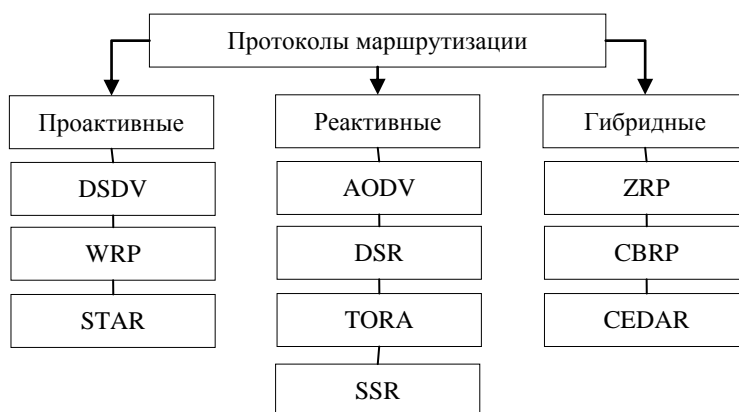 Протоколы маршрутизации
Проактивные
Реактивные
Гибридные
DSDV
AODV
ZRP
WRP
DSR
CBRP
STAR
TORA
CEDAR
SSR